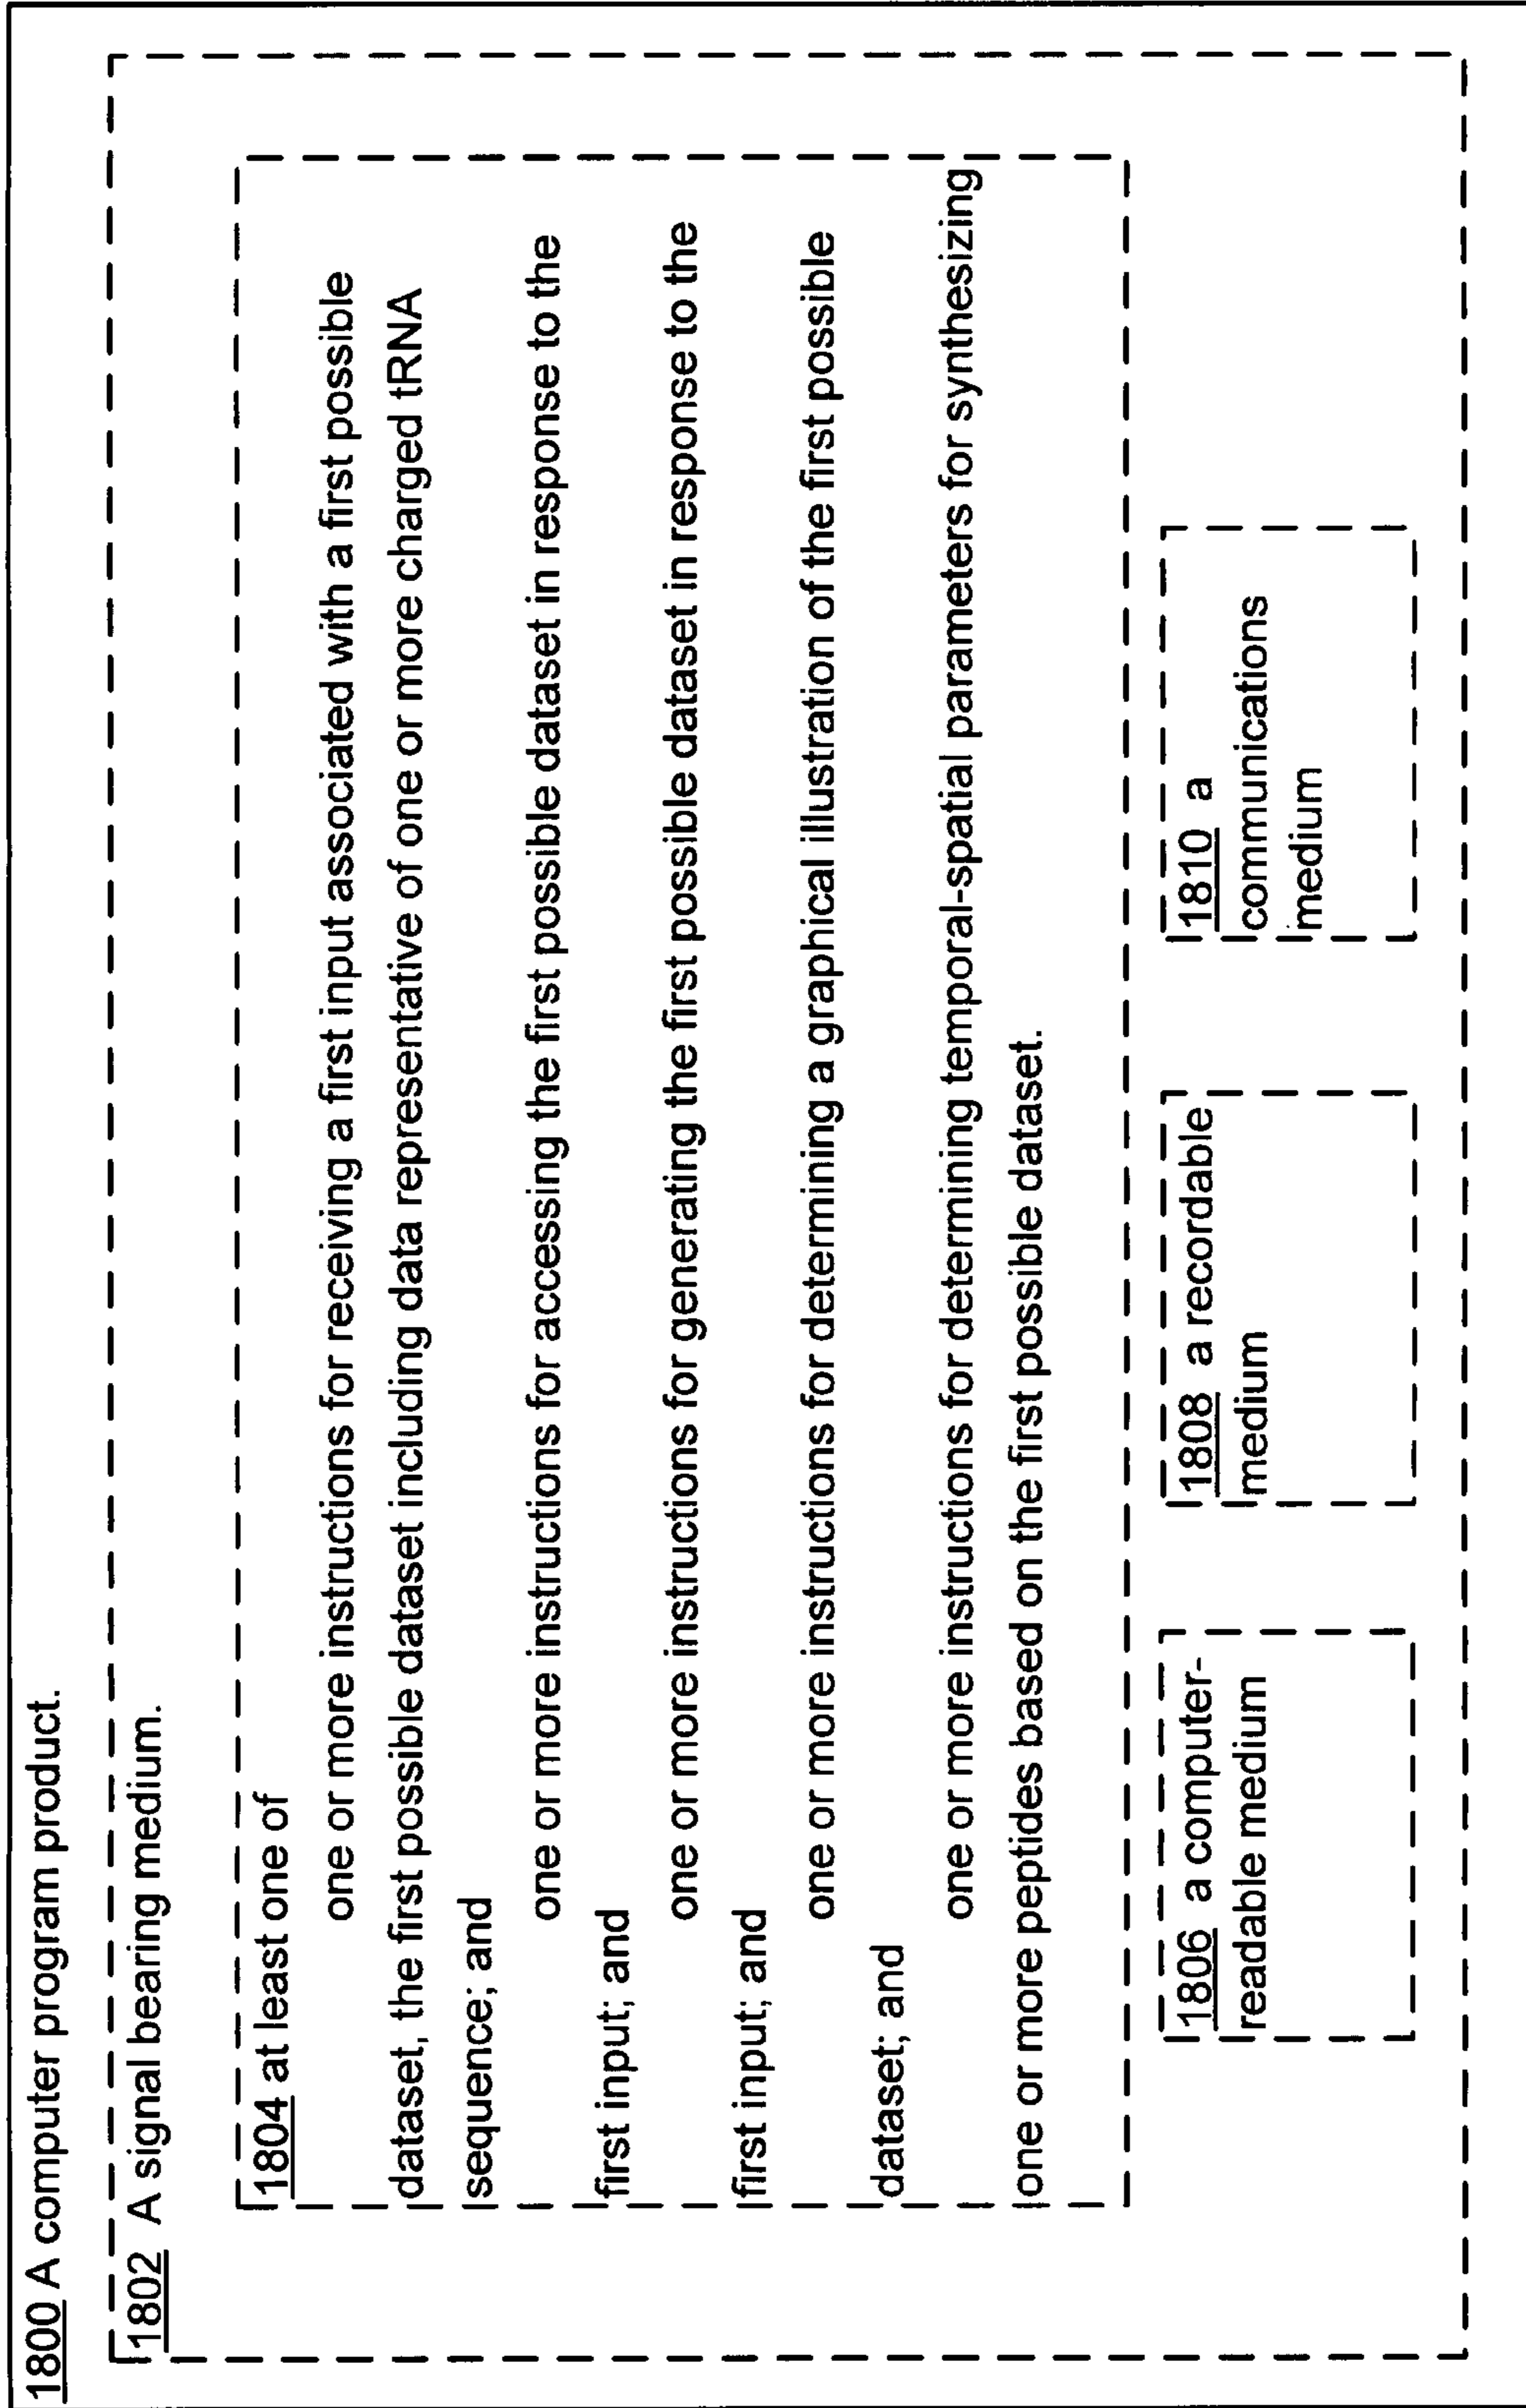 1800 A computer program product.
1802 A signal bearing medium.
1804 at least one of
one or more instructions for receiving a first input associated with a first possible
dataset, the first possible dataset including data representative of one or more charged tRNA
sequence; and
one or more instructions for accessing the first possible dataset in response to the
first input; and
one or more instructions for generating the first possible dataset in response to the
first input; and
one or more instructions for determining a graphical illustration of the first possible
dataset; and
one or more instructions for determining temporal-spatial parameters for synthesizing
one or more peptides based on the first possible dataset.
1806 a computer-
readable medium
1808 a recordable
medium
1810 a
communications
medium